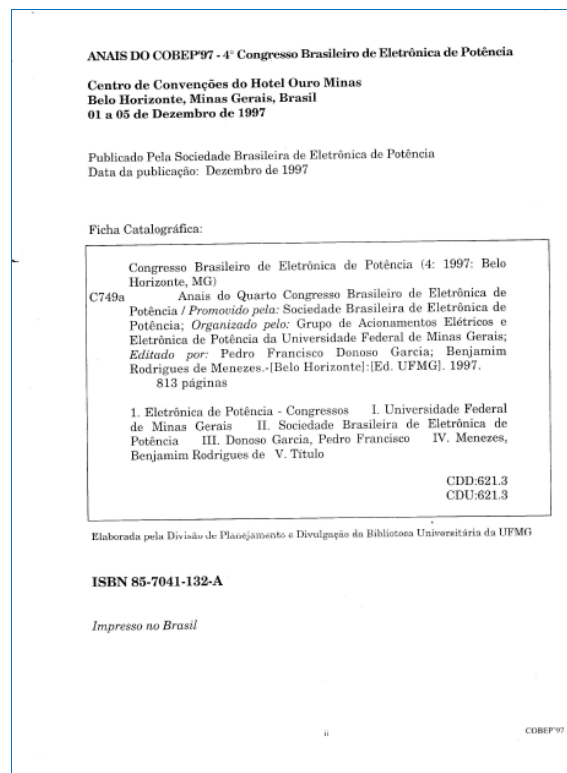 ANAIS DO COBEP'97 - 4° Congresso Brasileiro de Eletrônica de Potência
Centro de Convenções do Hotel Ouro Minas
Belo Horizonte, Minas Gerais, Brasil
01 a 05 de Dezembro de 1997
Publicado Pela Sociedade Brasileira de Eletrônica de Potência
Data da publicação: Dezembro de 1997
Ficha Catalográfica:
Congresso Brasileiro de Eletrônica de Potência (4: 1997: Belo
Horizonte, MG)
C749a Anais do Quarto Congresso Brasileiro de Eletrônica de
Potência / Promovido pela: Sociedade Brasileira de Eletrônica de
Potência; Organizado pelo: Grupo de Acionamentos Elétricos e
Eletrônica de Potência da Universidade Federal de Minas Gerais;
Editado por: Pedro Francisco Donoso Garcia; Benjamim
Rodrigues de Menezes.-[Belo Horizonte]:[Ed. UFMG]. 1997.
813 páginas
1. Eletrônica de Potência - Congressos I. Universidade Federal
de Minas Gerais II. Sociedade Brasileira de Eletrônica de
Potência III. Donoso Garcia, Pedro Francisco IV. Menezes,
Benjamim Rodrigues de V. Título
CDD:621.3
CDU:621.3
Elaborada pela Divisão de Planejamento e Divulgação da Biblioteca Universitária da UFMG
ISBN 85-7041-132-A
Impresso no Brasil
ii
COBEP'97